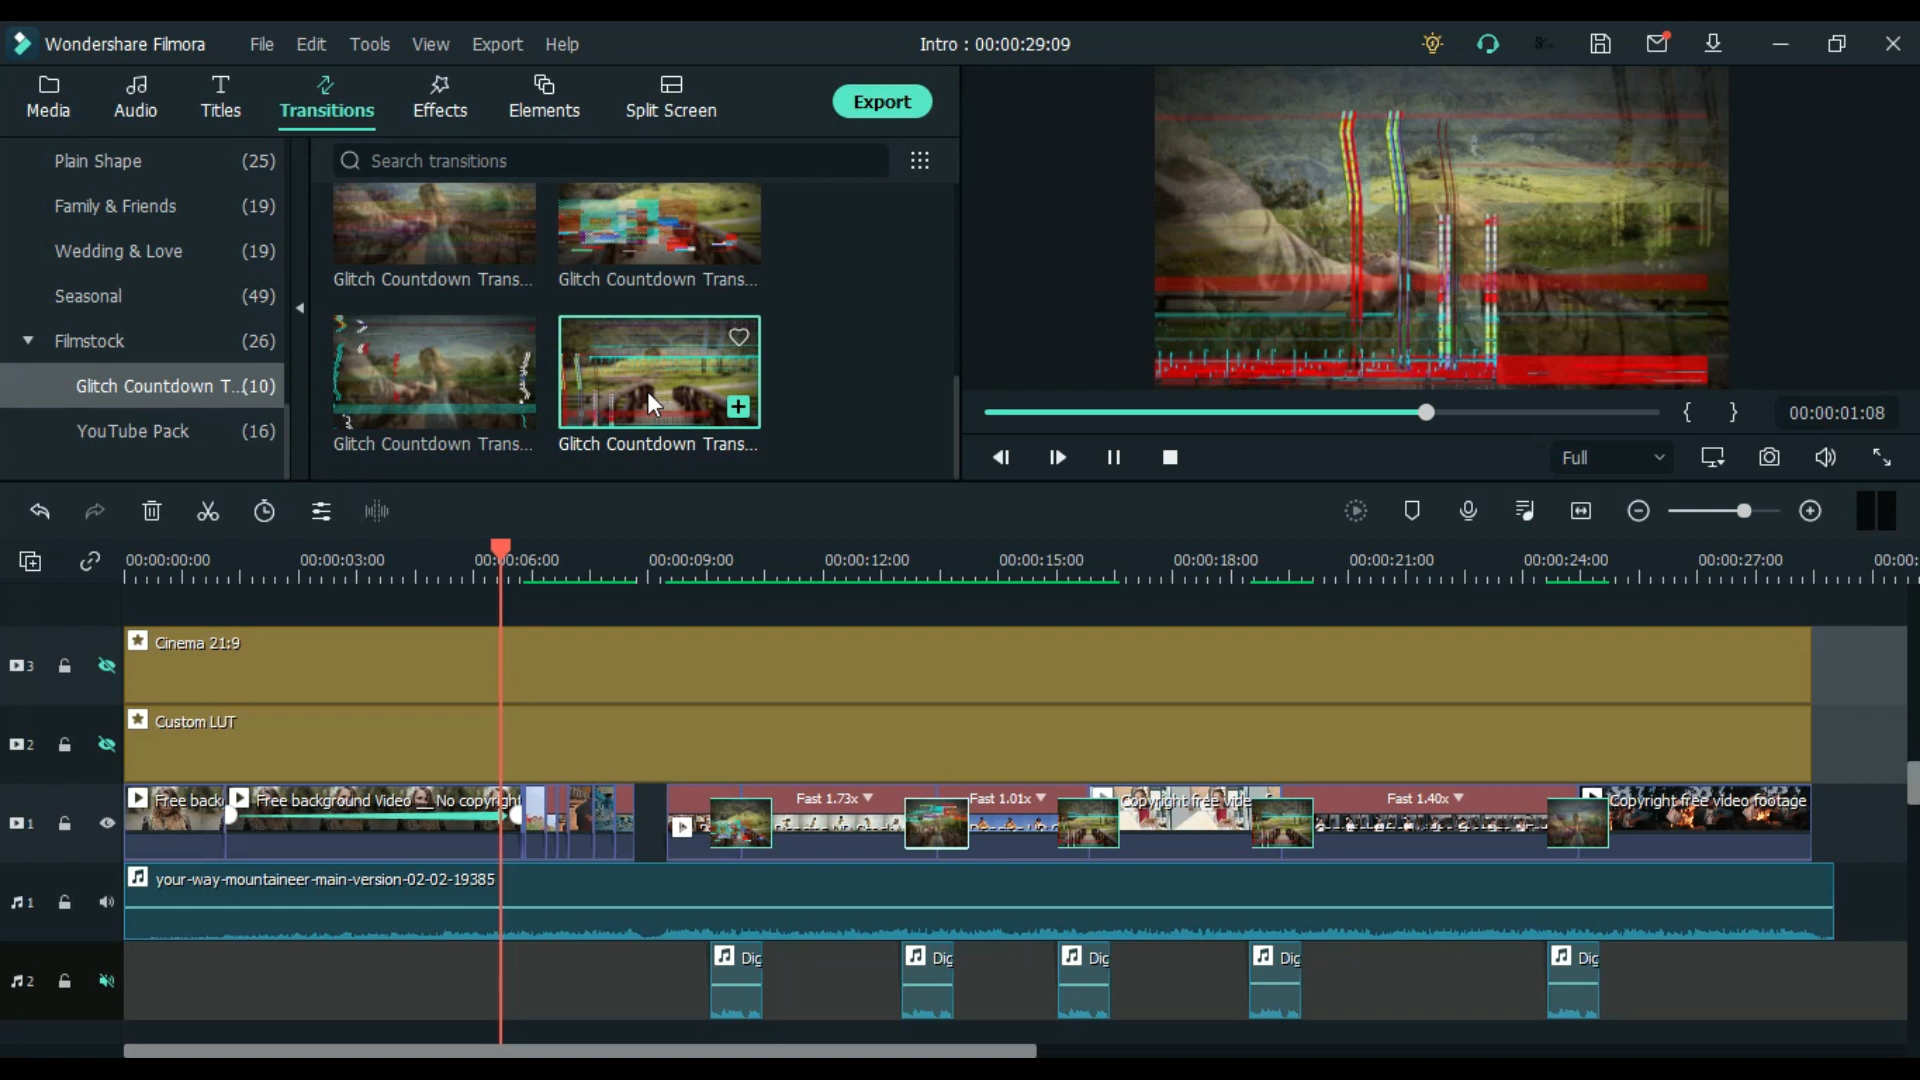 Wondershare Filmora File Edit Tools View Export Help Intro : 00:00:29:09
Media Audio Titles Transitions Effects Elements Split Screen Export
Plain Shape (25)
Family & Friends (19)
Wedding & Love (19)
Seasonal (49)
Filmstock (26)
Glitch Countdown T...(10)
YouTube Pack (16)
Search transitions
Glitch Countdown Trans... Glitch Countdown Trans...
Glitch Countdown Trans... Glitch Countdown Trans...
{ } 00:00:01:08
Full
00:00:00:00 00:00:03:00 00:00:06:00 00:00:09:00 00:00:12:00 00:00:15:00 00:00:18:00 00:00:21:00 00:00:24:00 00:00:27:00 00:00:
3 Cinema 21:9
2 Custom LUT
1 Free back Free background Video __ No copyright Fast 1.73x Fast 1.01x Copyright free vide Fast 1.40x Copyright free video footage
1 your-way-mountaineer-main-version-02-02-19385
2 Dig Dig Dig Dig Dig